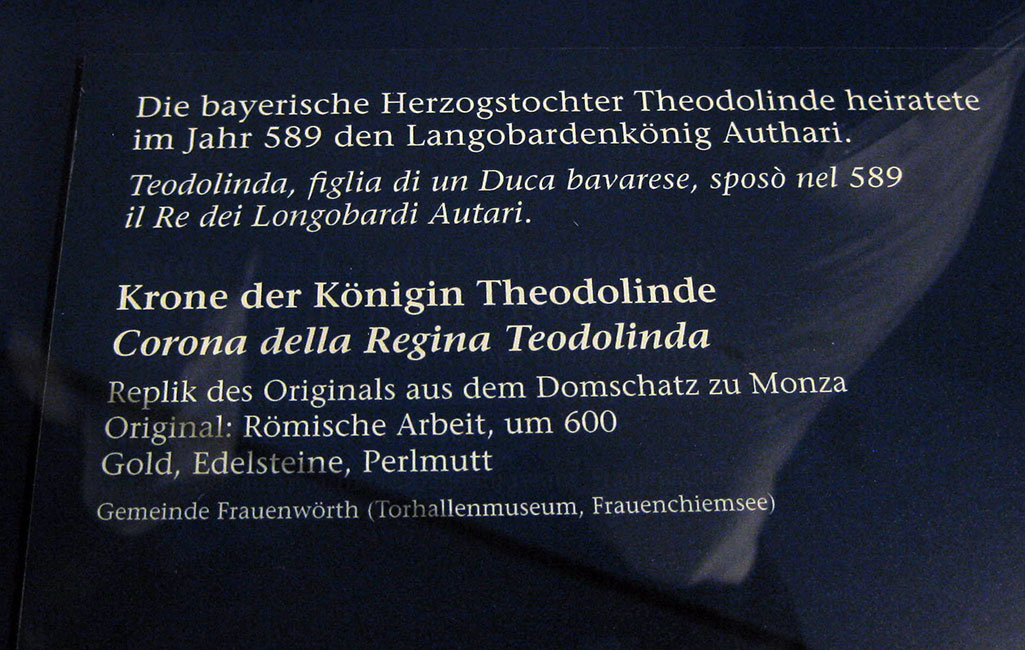 Die bayerische Herzogstochter Theodolinde heiratete
im Jahr 589 den Langobardenkönig Authari.
Teodolinda, figlia di un Duca bavarese, sposò nel 589
il Re dei Longobardi Autari.
Krone der Königin Theodolinde
Corona della Regina Teodolinda
Replik des Originals aus dem Domschatz zu Monza
Original: Römische Arbeit, um 600
Gold, Edelsteine, Perlmutt
Gemeinde Frauenwörth (Torhallenmuseum, Frauenchiemsee)